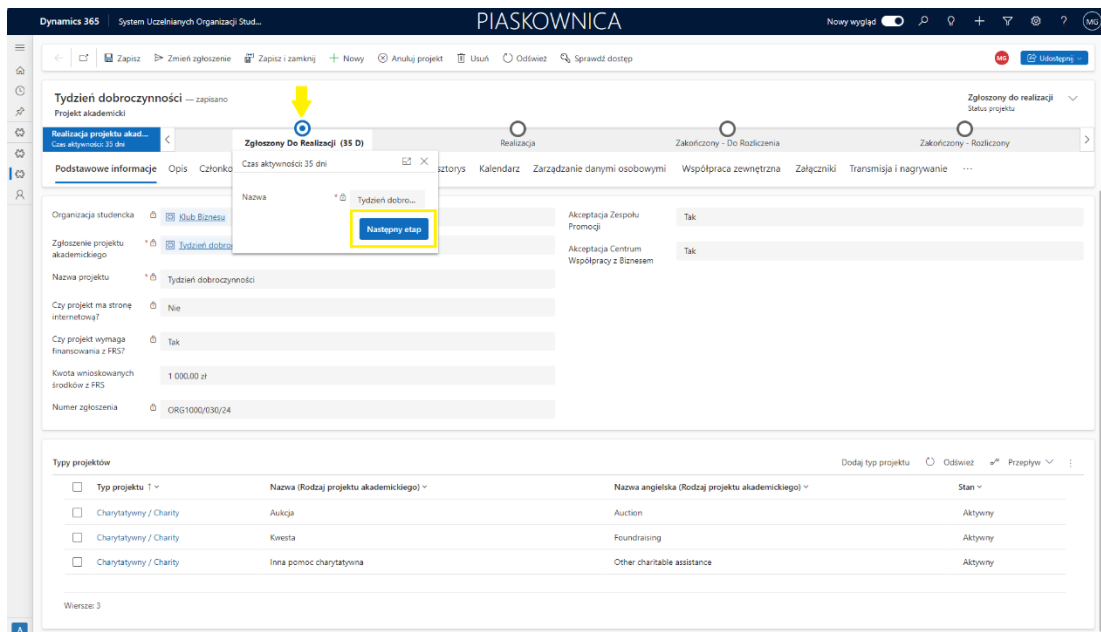 Dynamics 365 System Uczelnianych Organizacji Stud... PIASKOWNICA Nowy wygląd ? MG
Zapisz Zmień zgłoszenie Zapisz i zamknij Nowy Anuluj projekt Usuń Odśwież Sprawdź dostęp MG Udostępnij
Tydzień dobroczynności — zapisano
Projekt akademicki
Zgłoszony do realizacji
Status projektu
Realizacja projektu akad...
Czas aktywności: 35 dni
Zgłoszony Do Realizacji (35 D) Realizacja Zakończony - Do Rozliczenia Zakończony - Rozliczony
Podstawowe informacje Opis Członko sztorys Kalendarz Zarządzanie danymi osobowymi Współpraca zewnętrzna Załączniki Transmisja i nagrywanie ...
Czas aktywności: 35 dni
Nazwa * Tydzień dobro...
Następny etap
Organizacja studencka Klub Biznesu
Zgłoszenie projektu akademickiego * Tydzień dobroc
Nazwa projektu * Tydzień dobroczynności
Czy projekt ma stronę internetową? Nie
Czy projekt wymaga finansowania z FRS? Tak
Kwota wnioskowanych środków z FRS 1 000,00 zł
Numer zgłoszenia ORG1000/030/24
Akceptacja Zespołu Promocji Tak
Akceptacja Centrum Współpracy z Biznesem Tak
Typy projektów Dodaj typ projektu Odśwież Przepływ
Typ projektu ↑ Nazwa (Rodzaj projektu akademickiego) Nazwa angielska (Rodzaj projektu akademickiego) Stan
Charytatywny / Charity Aukcja Auction Aktywny
Charytatywny / Charity Kwesta Foundraising Aktywny
Charytatywny / Charity Inna pomoc charytatywna Other charitable assistance Aktywny
Wiersze: 3
A